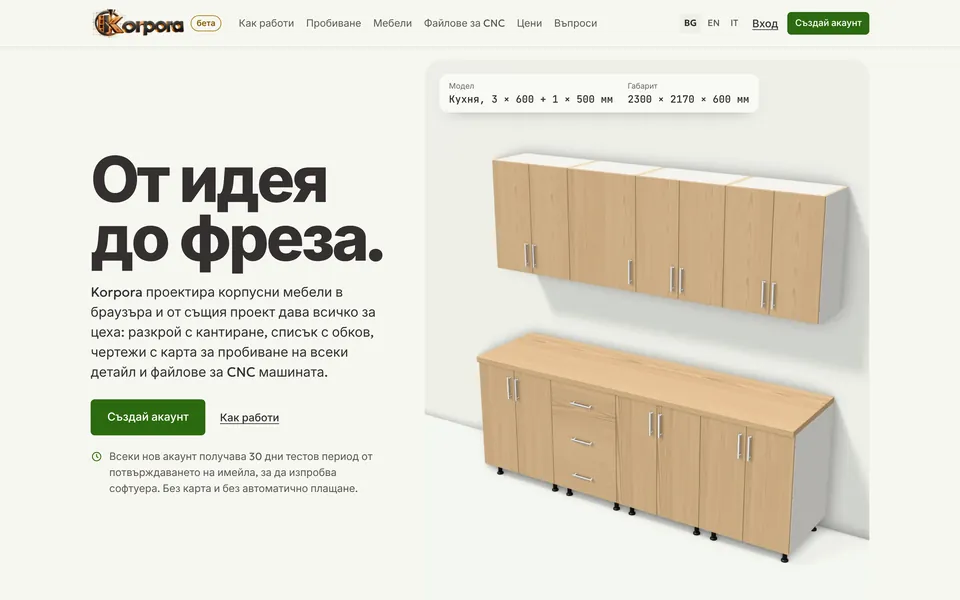 Korpora бета Как работи Пробиване Мебели Файлове за CNC Цени Въпроси BG EN IT Вход Създай акаунт
Модел Габарит
Кухня, 3 × 600 + 1 × 500 мм 2300 × 2170 × 600 мм
От идея
до фреза.
Korpora проектира корпусни мебели в
браузъра и от същия проект дава всичко за
цеха: разкрой с кантиране, списък с обков,
чертежи с карта за пробиване на всеки
детайл и файлове за CNC машината.
Създай акаунт Как работи
Всеки нов акаунт получава 30 дни тестов период от
потвърждаването на имейла, за да изпробва
софтуера. Без карта и без автоматично плащане.